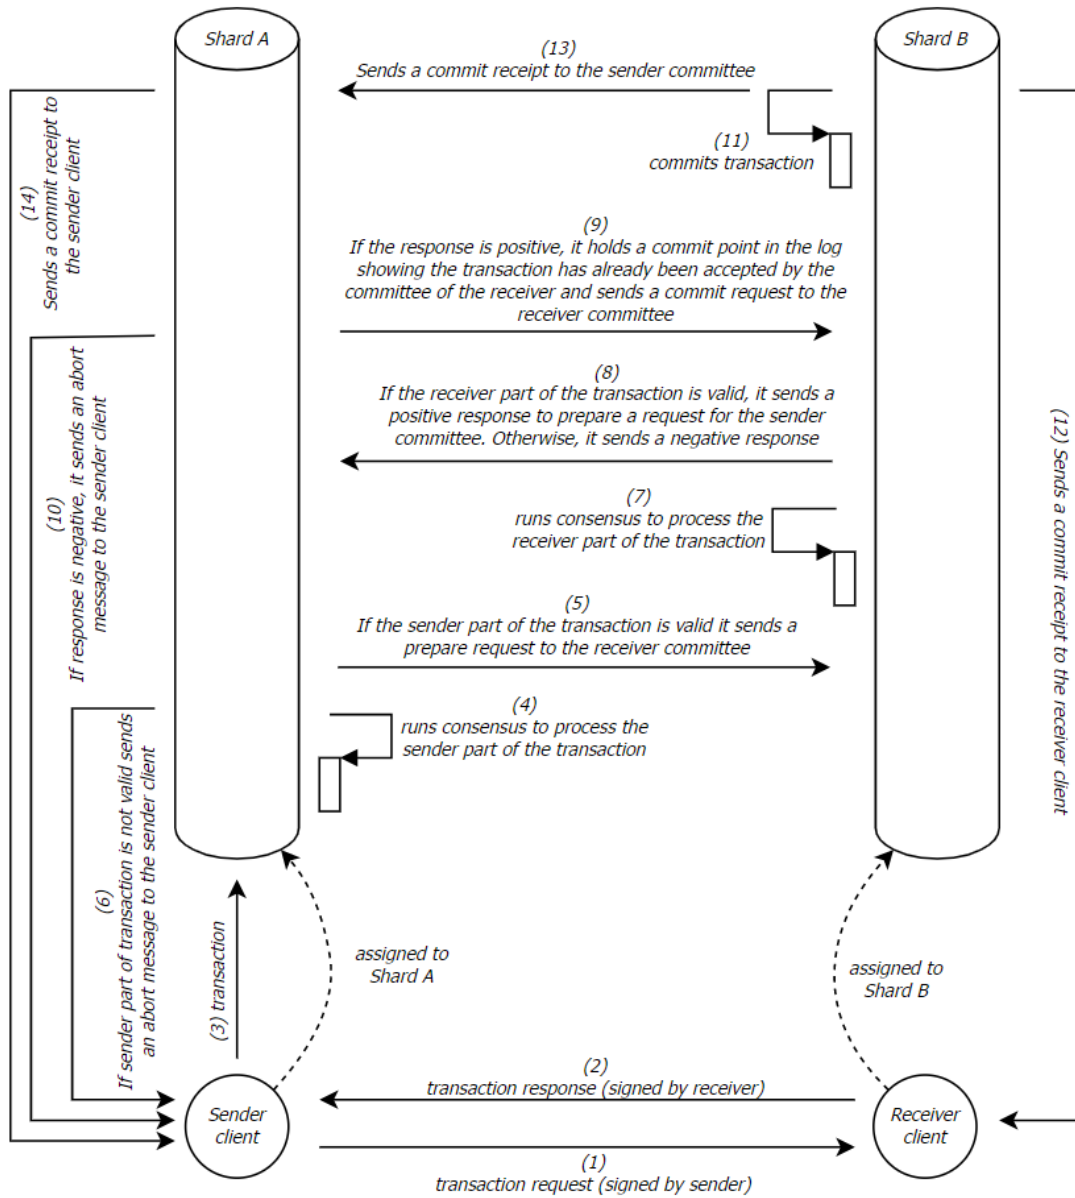 Shard A
Shard B
(13)
Sends a commit receipt to the sender committee
(11)
commits transaction
(14)
Sends a commit receipt to
the sender client
(9)
If the response is positive, it holds a commit point in the log
showing the transaction has already been accepted by the
committee of the receiver and sends a commit request to the
receiver committee
(10)
If response is negative, it sends an abort
message to the sender client
(8)
If the receiver part of the transaction is valid, it sends a
positive response to prepare a request for the sender
committee. Otherwise, it sends a negative response
(12) Sends a commit receipt to the receiver client
(7)
runs consensus to process the
receiver part of the transaction
(5)
If the sender part of the transaction is valid it sends a
prepare request to the receiver committee
(4)
runs consensus to process the
sender part of the transaction
(6)
If sender part of transaction is not valid sends
an abort message to the sender client
(3) transaction
assigned to
Shard A
assigned to
Shard B
(2)
transaction response (signed by receiver)
Sender
client
Receiver
client
(1)
transaction request (signed by sender)